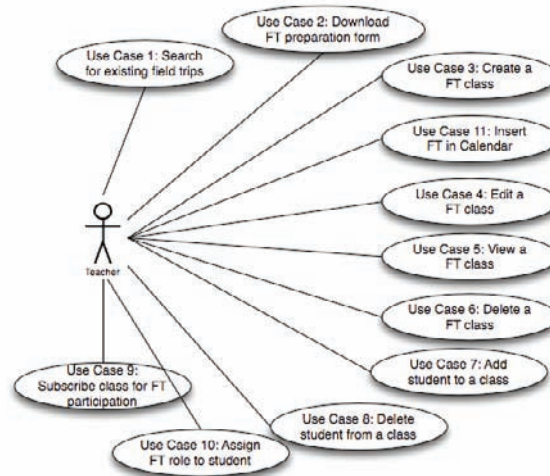 Use Case 2: Download
FT preparation form
Use Case 1: Search
for existing field trips
Use Case 3: Create a
FT class
Use Case 11: Insert
FT in Calendar
Use Case 4: Edit a
FT class
Use Case 5: View a
FT class
Teacher
Use Case 6: Delete a
FT class
Use Case 7: Add
student to a class
Use Case 9:
Subscribe class for FT
participation
Use Case 8: Delete
student from a class
Use Case 10: Assign
FT role to student